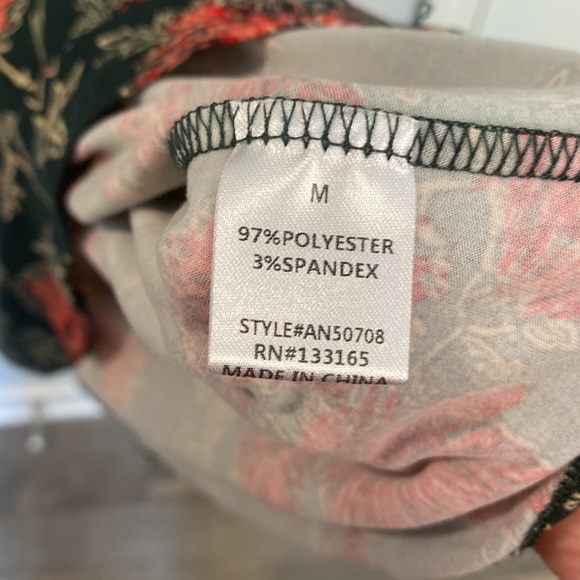 M
97%POLYESTER
3%SPANDEX
STYLE#AN50708
RN#133165
MADE IN CHINA